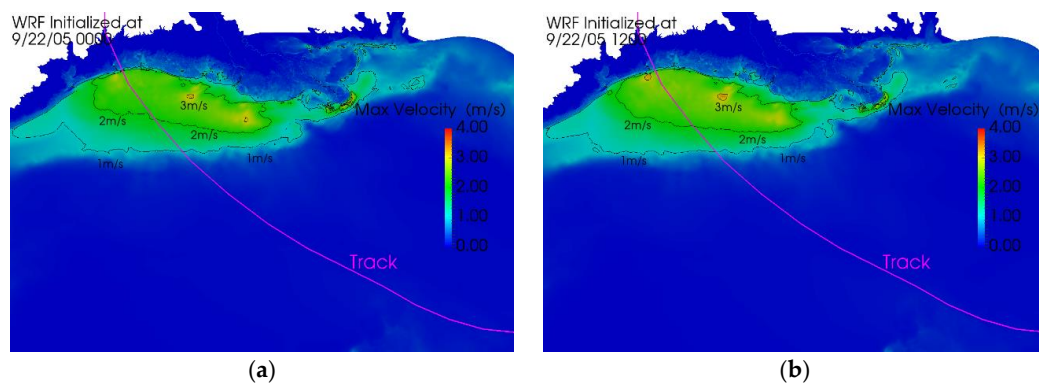 WRF Initialized at
9/22/05 0000
3m/s
2m/s
2m/s
1m/s
1m/s
Max Velocity (m/s)
4.00
3.00
2.00
1.00
0.00
Track
(a)
WRF Initialized at
9/22/05 1200
3m/s
2m/s
2m/s
1m/s
1m/s
Max Velocity (m/s)
4.00
3.00
2.00
1.00
0.00
Track
(b)